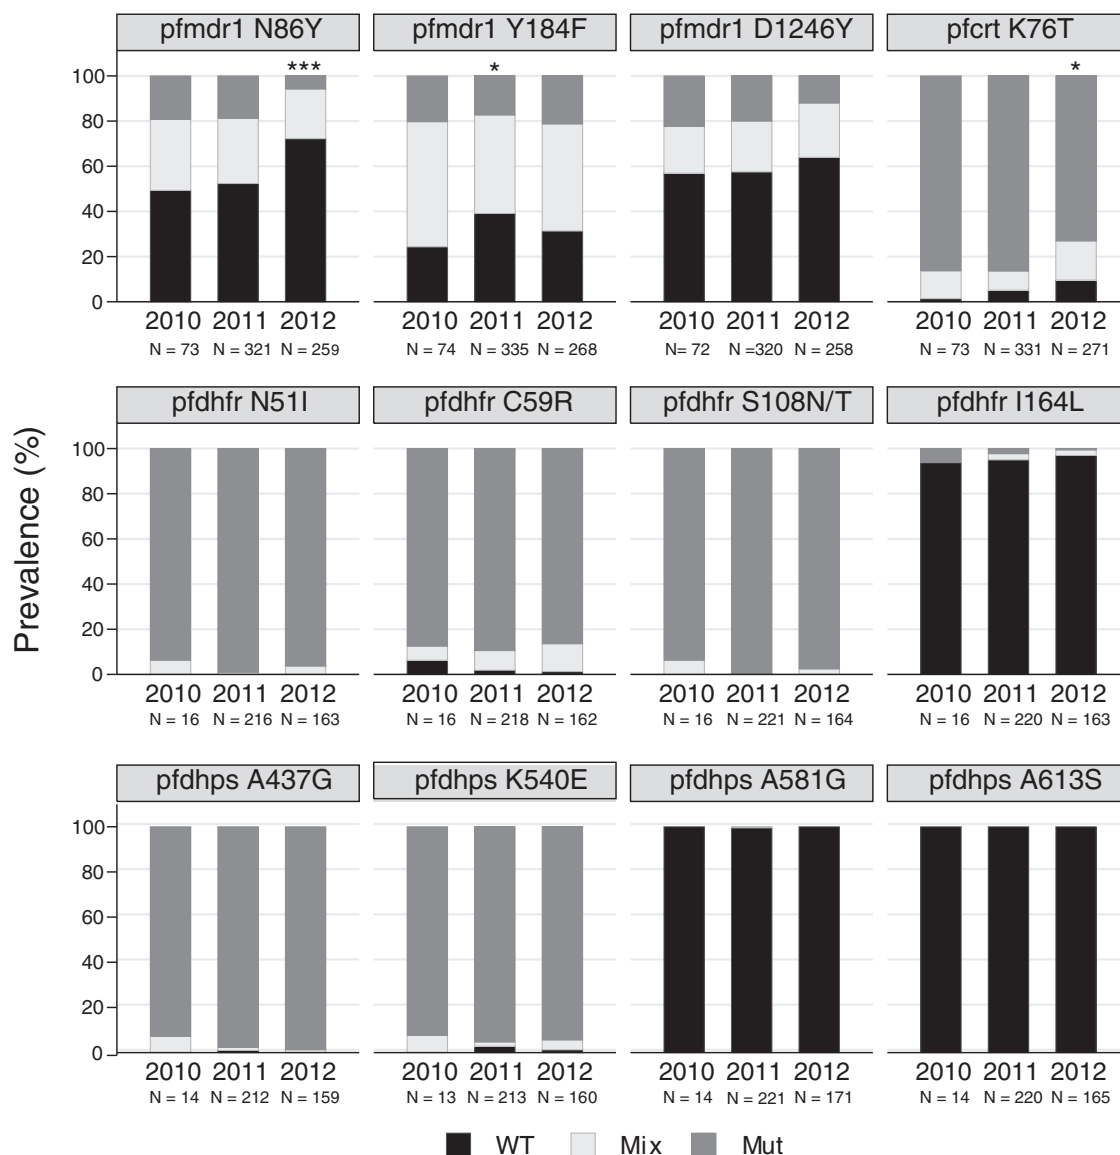 pfmdr1 N86Y pfmdr1 Y184F pfmdr1 D1246Y pfcrt K76T
*** * *
100
80
60
40
20
0
2010 2011 2012 2010 2011 2012 2010 2011 2012 2010 2011 2012
N = 73 N = 321 N = 259 N = 74 N = 335 N = 268 N= 72 N =320 N = 258 N = 73 N = 331 N = 271
pfdhfr N51I pfdhfr C59R pfdhfr S108N/T pfdhfr I164L
Prevalence (%)
100
80
60
40
20
0
2010 2011 2012 2010 2011 2012 2010 2011 2012 2010 2011 2012
N = 16 N = 216 N = 163 N = 16 N = 218 N = 162 N = 16 N = 221 N = 164 N = 16 N = 220 N = 163
pfdhps A437G pfdhps K540E pfdhps A581G pfdhps A613S
100
80
60
40
20
0
2010 2011 2012 2010 2011 2012 2010 2011 2012 2010 2011 2012
N = 14 N = 212 N = 159 N = 13 N = 213 N = 160 N = 14 N = 221 N = 171 N = 14 N = 220 N = 165
WT Mix Mut